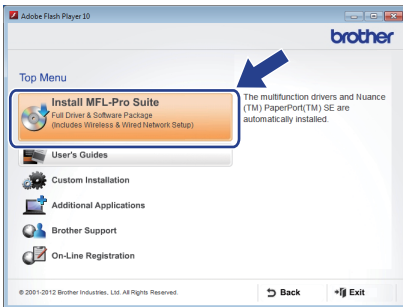 Adobe Flash Player 10
brother
Top Menu
Install MFL-Pro Suite
Full Driver & Software Package
(Includes Wireless & Wired Network Setup)
The multifunction drivers and Nuance
(TM) PaperPort(TM) SE are
automatically installed.
User's Guides
Custom Installation
Additional Applications
Brother Support
On-Line Registration
© 2001-2012 Brother Industries, Ltd. All Rights Reserved.
Back
Exit